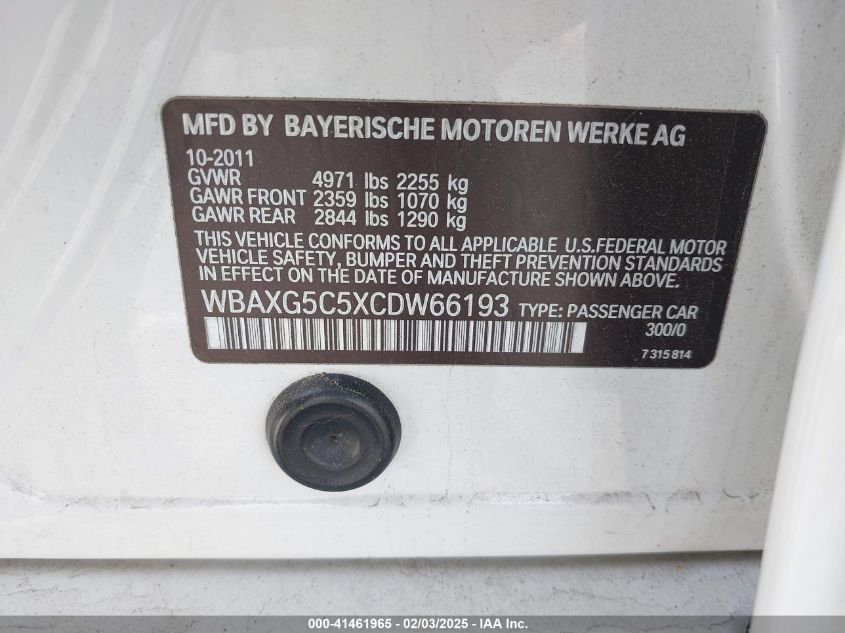 MFD BY BAYERISCHE MOTOREN WERKE AG
10-2011
GVWR 4971 lbs 2255 kg
GAWR FRONT 2359 lbs 1070 kg
GAWR REAR 2844 lbs 1290 kg
THIS VEHICLE CONFORMS TO ALL APPLICABLE U.S.FEDERAL MOTOR
VEHICLE SAFETY, BUMPER AND THEFT PREVENTION STANDARDS
IN EFFECT ON THE DATE OF MANUFACTURE SHOWN ABOVE.
WBAXG5C5XCDW66193 TYPE: PASSENGER CAR
300/0
7 315 814
000-41461965 - 02/03/2025 - IAA Inc.